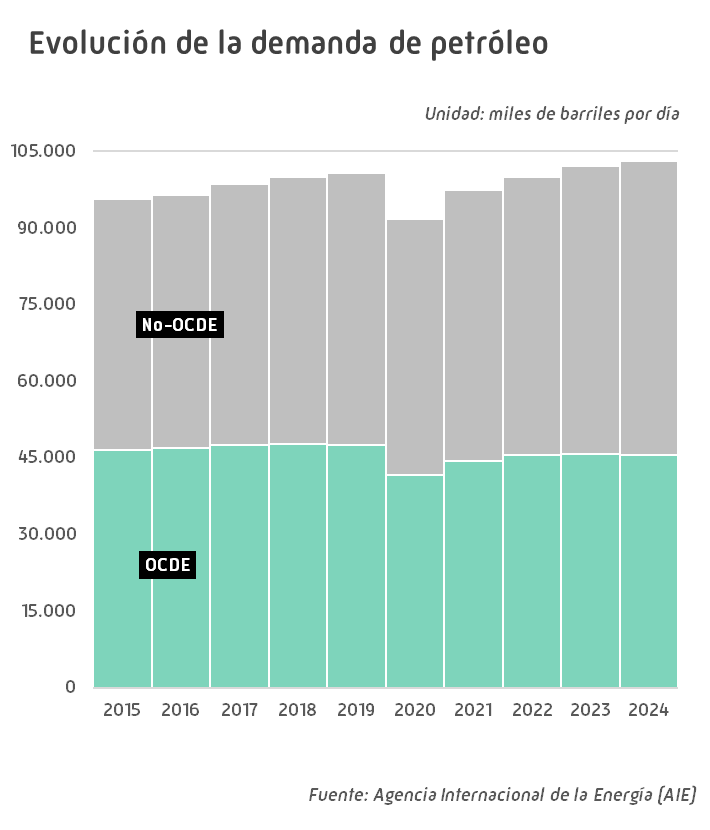 Evolución de la demanda de petróleo
Unidad: miles de barriles por día
105.000
90.000
75.000
No-OCDE
60.000
45.000
OCDE
30.000
15.000
0
2015 2016 2017 2018 2019 2020 2021 2022 2023 2024
Fuente: Agencia Internacional de la Energía (AIE)